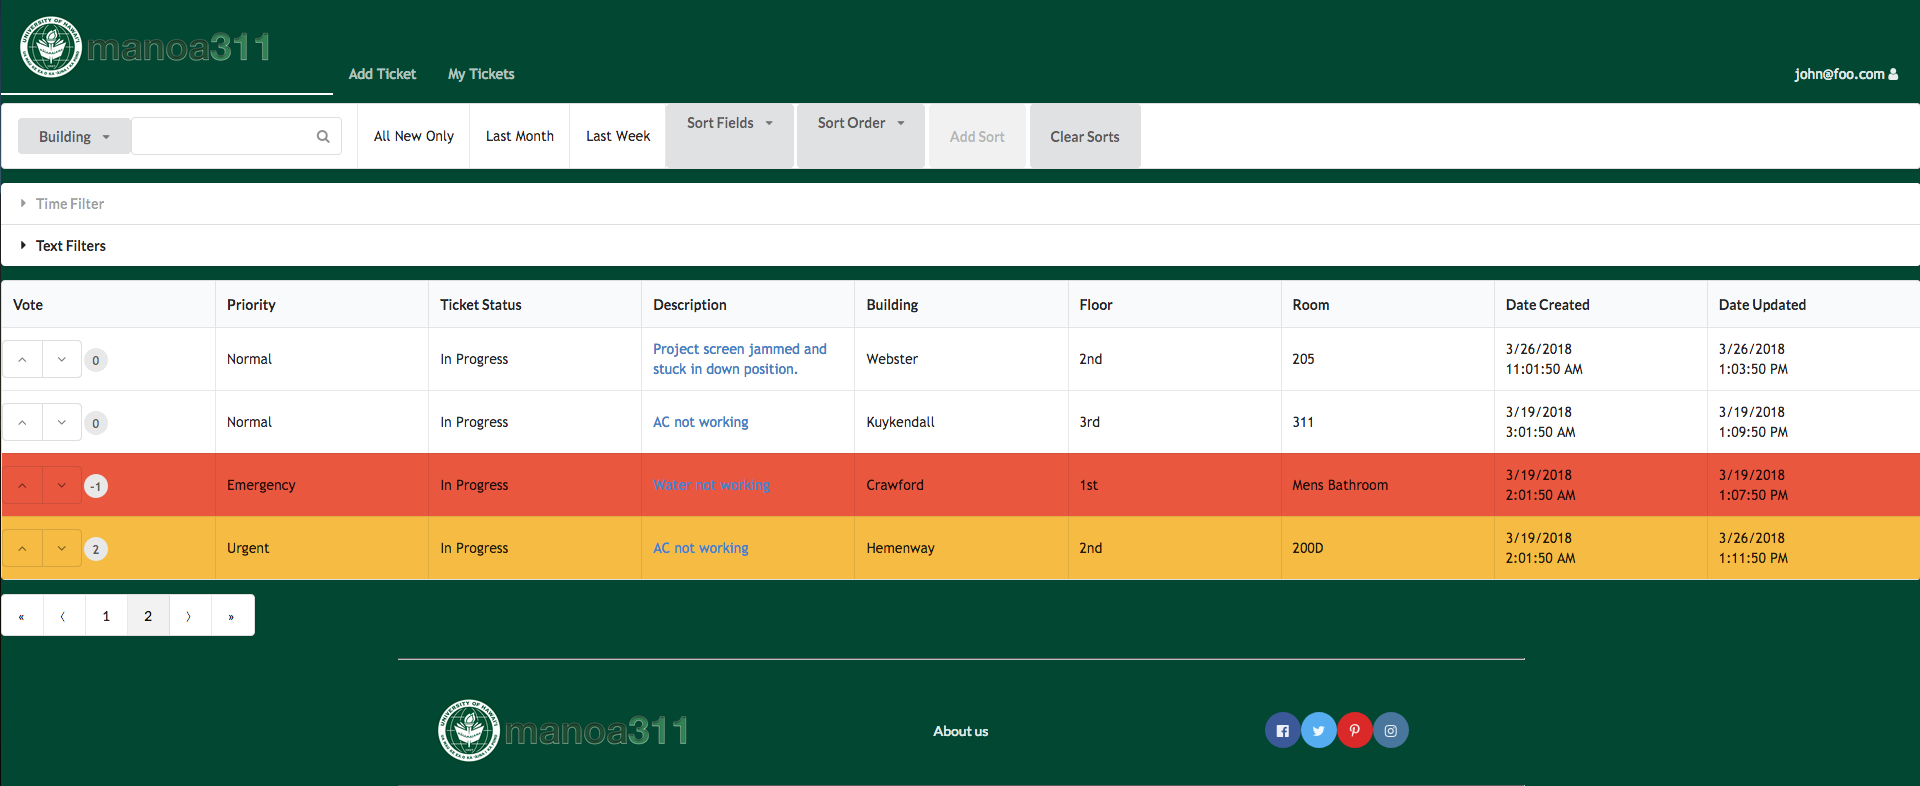 UNIVERSITY OF HAWAI'I
manoa311
Add Ticket
My Tickets
john@foo.com
Building
All New Only
Last Month
Last Week
Sort Fields
Sort Order
Add Sort
Clear Sorts
Time Filter
Text Filters
Vote
Priority
Ticket Status
Description
Building
Floor
Room
Date Created
Date Updated
0
Normal
In Progress
Project screen jammed and
stuck in down position.
Webster
2nd
205
3/26/2018
11:01:50 AM
3/26/2018
1:03:50 PM
0
Normal
In Progress
AC not working
Kuykendall
3rd
311
3/19/2018
3:01:50 AM
3/19/2018
1:09:50 PM
-1
Emergency
In Progress
Water not working
Crawford
1st
Mens Bathroom
3/19/2018
2:01:50 AM
3/19/2018
1:07:50 PM
2
Urgent
In Progress
AC not working
Hemenway
2nd
200D
3/19/2018
2:01:50 AM
3/26/2018
1:11:50 PM
« ‹ 1 2 › »
UNIVERSITY OF HAWAI'I
manoa311
About us